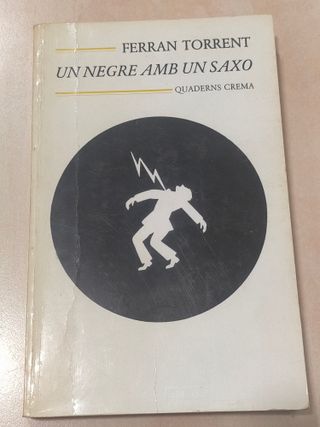 FERRAN TORRENT
UN NEGRE AMB UN SAXO
QUADERNS CREMA